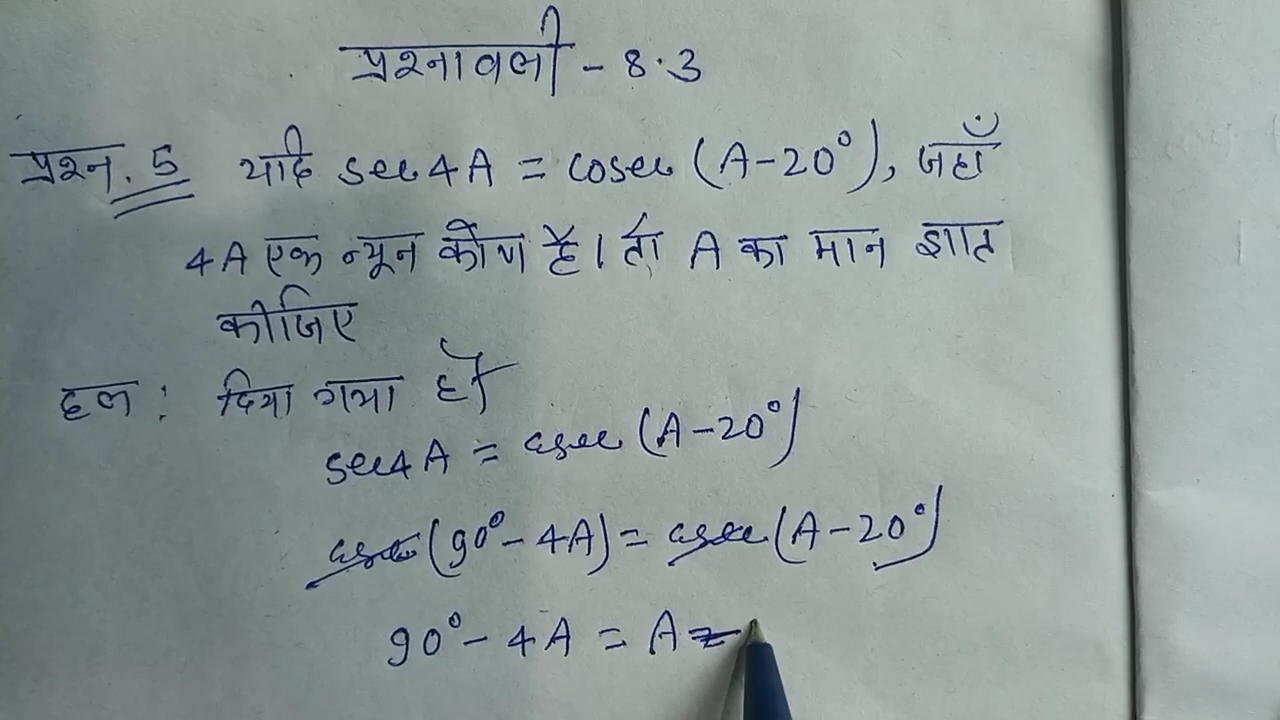 प्रश्नावली - 8.3
प्रश्न. 5 यदि sec4A = cosec (A-20°), जहाँ
4A एक न्यून कोण है। तो A का मान ज्ञात
कीजिए
हल : दिया गया है
sec4A = cosec (A-20°)
cosec (90°-4A) = cosec (A-20°)
90°- 4A = A -